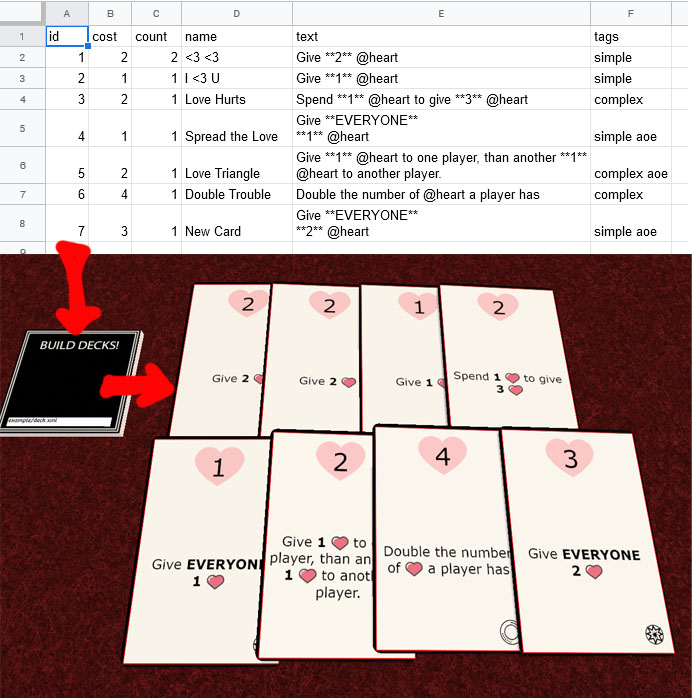 A B C D E F
1 id cost count name text tags
2 1 2 2 <3 <3 Give **2** @heart simple
3 2 1 1 I <3 U Give **1** @heart simple
4 3 2 1 Love Hurts Spend **1** @heart to give **3** @heart complex
Give **EVERYONE**
5 4 1 1 Spread the Love **1** @heart simple aoe
Give **1** @heart to one player, than another **1**
6 5 2 1 Love Triangle @heart to another player. complex aoe
7 6 4 1 Double Trouble Double the number of @heart a player has complex
Give **EVERYONE**
8 7 3 1 New Card **2** @heart simple aoe
BUILD DECKS!
example/deck.xml
2
Give 2
2
Give 2
1
Give 1
2
Spend 1 to give
3
1
Give EVERYON
1
2
Give 1 to
player, than an
1 to anot
player.
4
Double the number
of a player has
3
Give EVERYONE
2